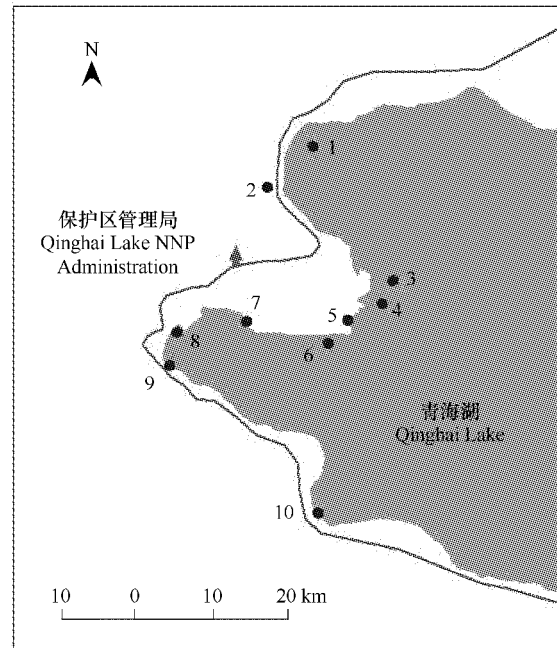 N
1
2
保护区管理局
Qinghai Lake NNP
Administration
3
4
5
6
7
8
9
青海湖
Qinghai Lake
10
10 0 10 20 km